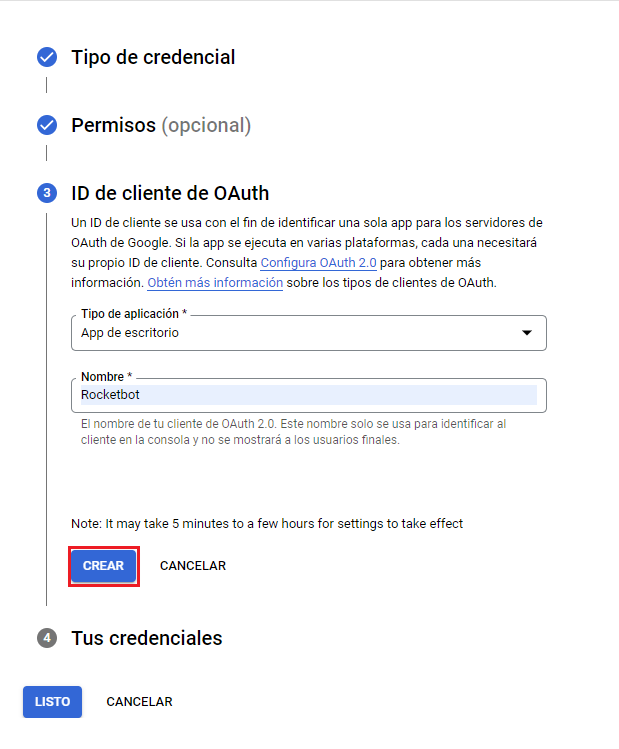 Tipo de credencial
Permisos (opcional)
3 ID de cliente de OAuth
Un ID de cliente se usa con el fin de identificar una sola app para los servidores de
OAuth de Google. Si la app se ejecuta en varias plataformas, cada una necesitará
su propio ID de cliente. Consulta Configura OAuth 2.0 para obtener más
información. Obtén más información sobre los tipos de clientes de OAuth.
Tipo de aplicación *
App de escritorio
Nombre *
Rocketbot
El nombre de tu cliente de OAuth 2.0. Este nombre solo se usa para identificar al
cliente en la consola y no se mostrará a los usuarios finales.
Note: It may take 5 minutes to a few hours for settings to take effect
CREAR CANCELAR
4 Tus credenciales
LISTO CANCELAR